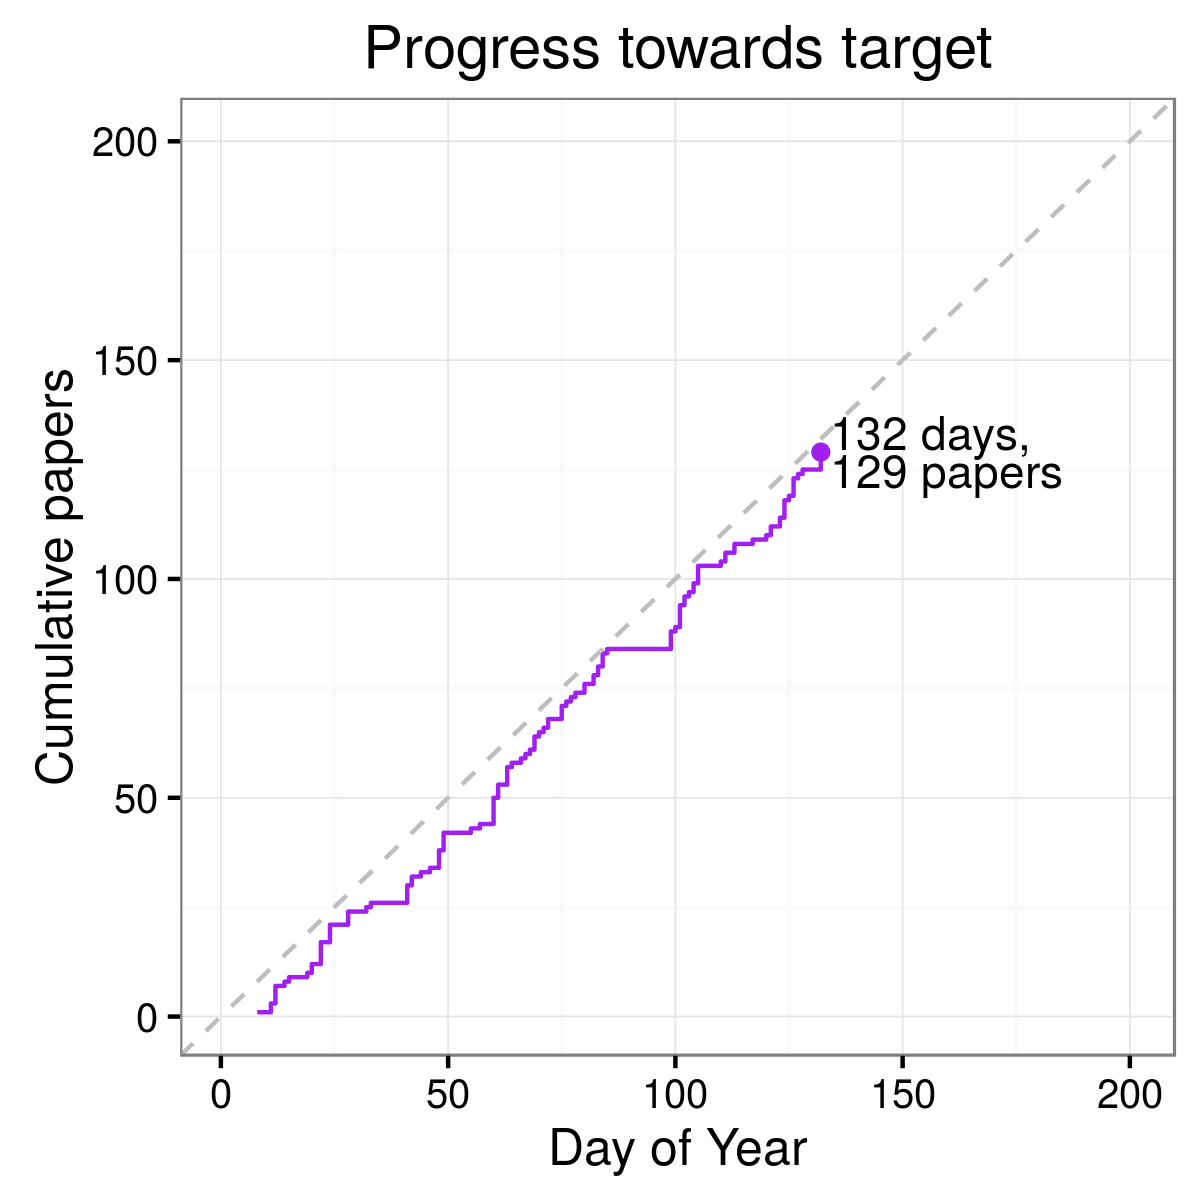 Progress towards target
200
150
100
50
0
Cumulative papers
132 days,
129 papers
0 50 100 150 200
Day of Year